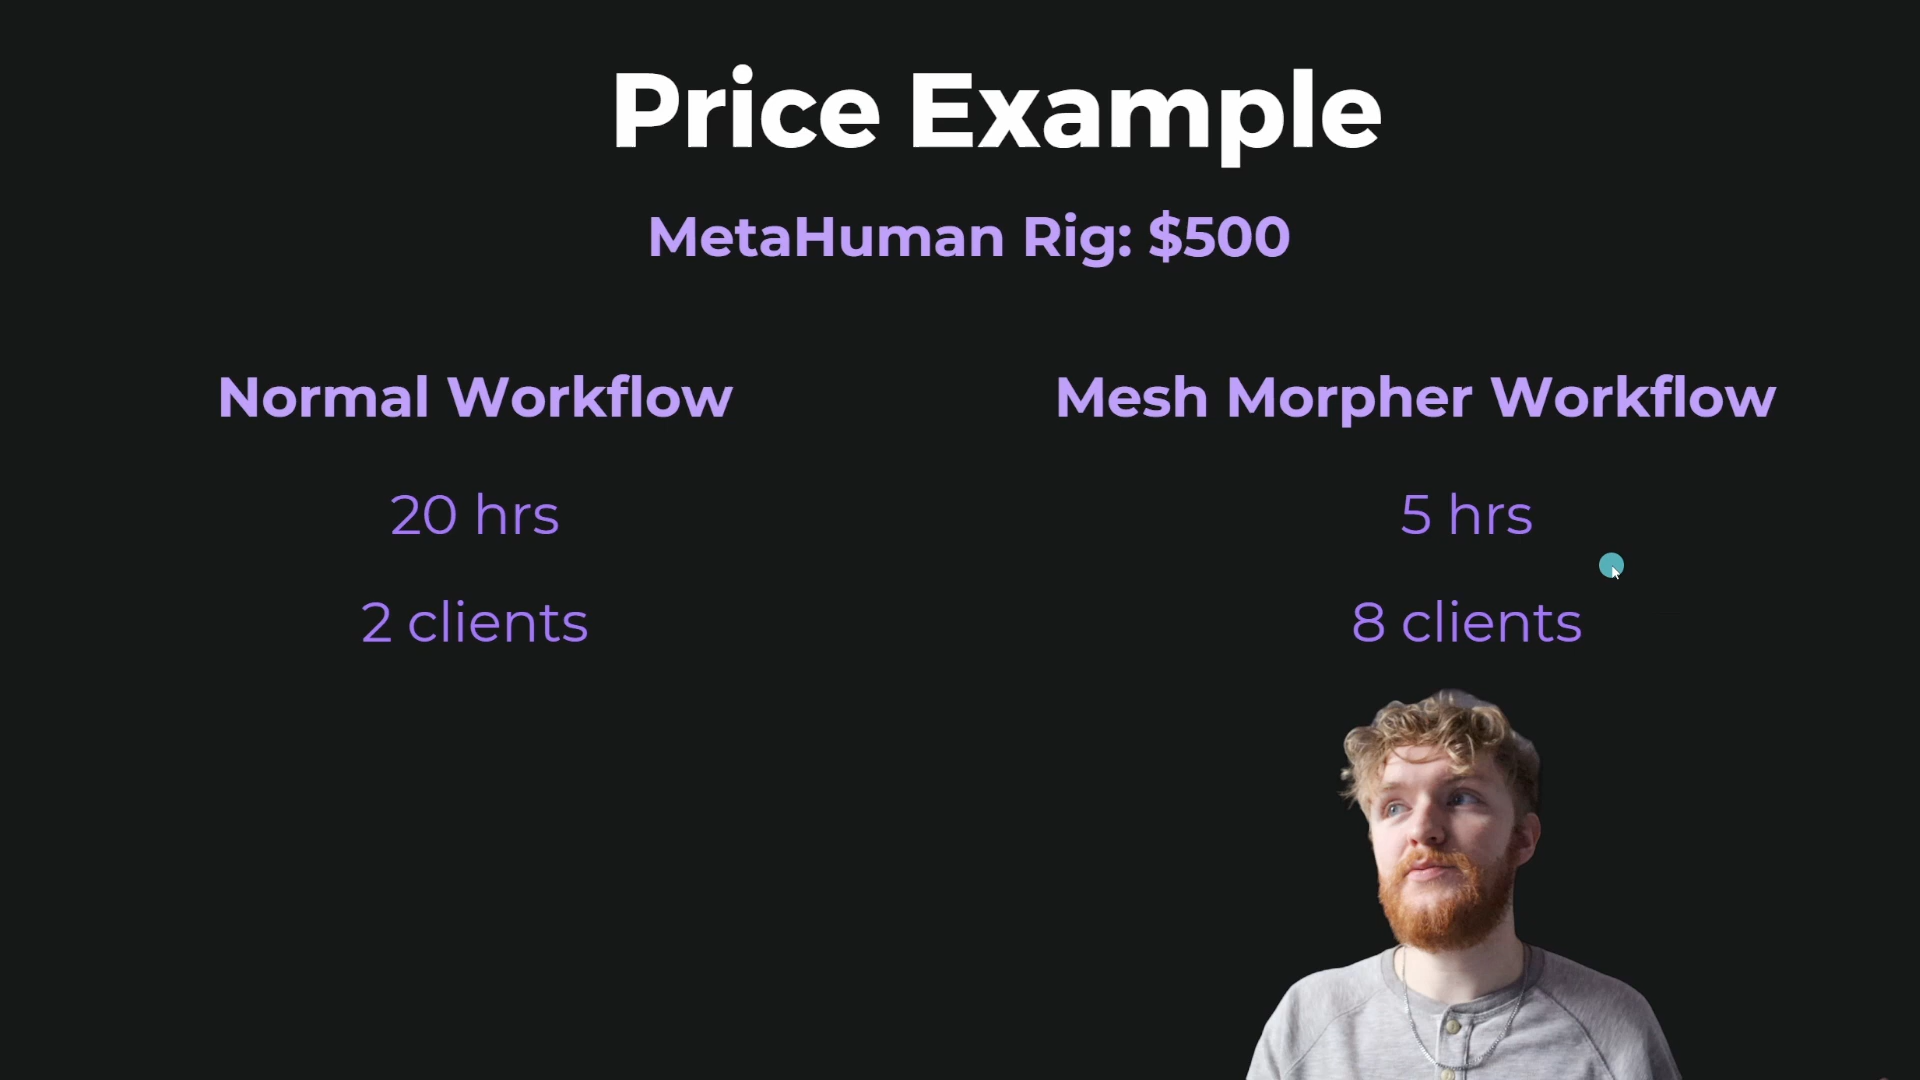 Price Example
MetaHuman Rig: $500
Normal Workflow
20 hrs
2 clients
Mesh Morpher Workflow
5 hrs
8 clients